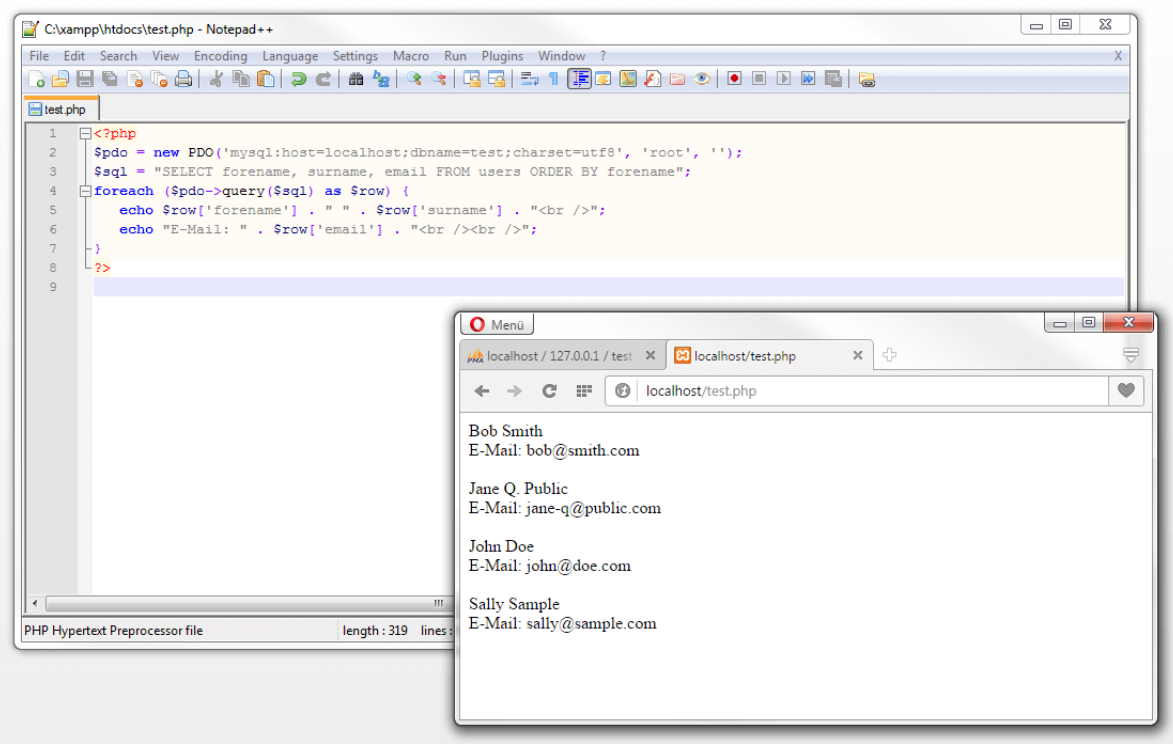 C:\xampp\htdocs\test.php - Notepad++
File Edit Search View Encoding Language Settings Macro Run Plugins Window ? X
test.php
1 <?php
2 $pdo = new PDO('mysql:host=localhost;dbname=test;charset=utf8', 'root', '');
3 $sql = "SELECT forename, surname, email FROM users ORDER BY forename";
4 foreach ($pdo->query($sql) as $row) {
5 echo $row['forename'] . " " . $row['surname'] . "<br />";
6 echo "E-Mail: " . $row['email'] . "<br /><br />";
7 }
8 ?>
9
PHP Hypertext Preprocessor file length : 319 lines :
Menü
PMA localhost / 127.0.0.1 / test localhost/test.php
localhost/test.php
Bob Smith
E-Mail: bob@smith.com
Jane Q. Public
E-Mail: jane-q@public.com
John Doe
E-Mail: john@doe.com
Sally Sample
E-Mail: sally@sample.com